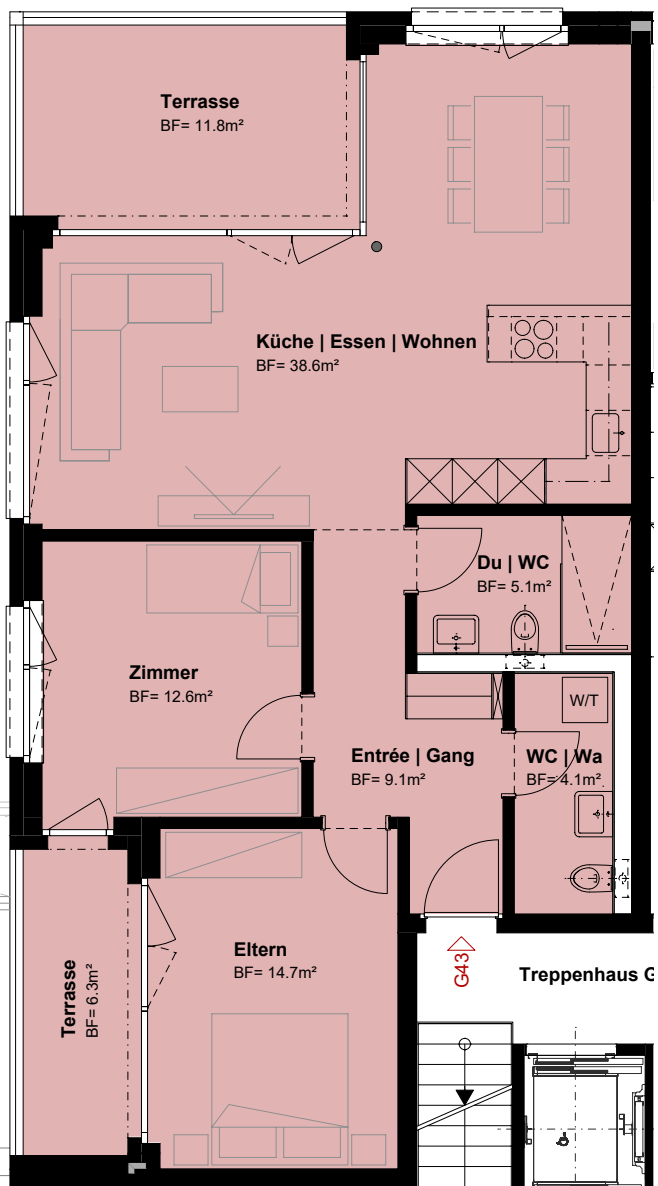 Terrasse
BF= 11.8m²
Küche | Essen | Wohnen
BF= 38.6m²
Du | WC
BF= 5.1m²
Zimmer
BF= 12.6m²
W/T
Entrée | Gang
BF= 9.1m²
WC | Wa
BF= 4.1m²
Eltern
BF= 14.7m²
Terrasse
BF= 6.3m²
G43
Treppenhaus G